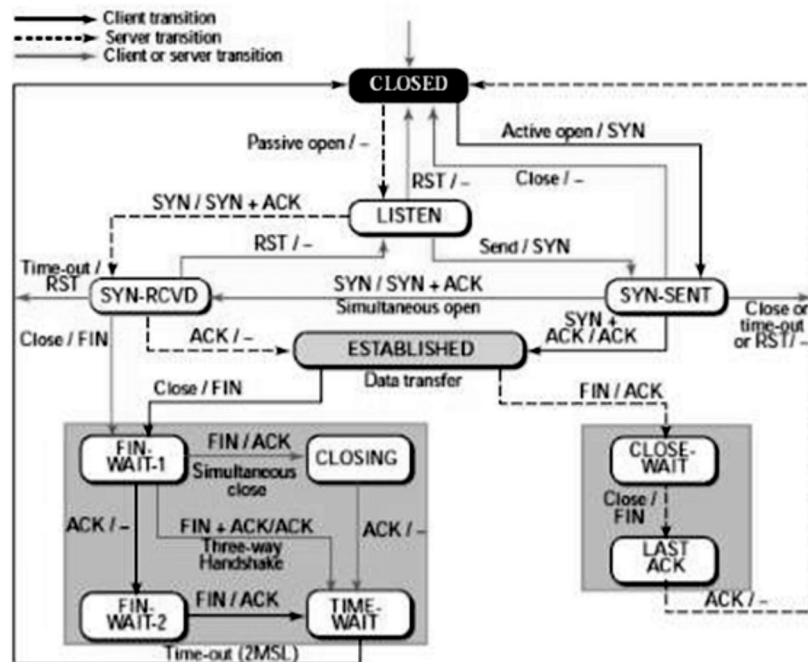 Client transition
Server transition
Client or server transition
CLOSED
Passive open / –
Active open / SYN
RST / –
Close / –
SYN / SYN + ACK
LISTEN
RST / –
Send / SYN
Time-out /
RST
SYN-RCVD
SYN / SYN + ACK
Simultaneous open
SYN-SENT
Close / FIN
ACK / –
SYN +
ACK / ACK
Close or
time-out
or RST / –
ESTABLISHED
Data transfer
Close / FIN
FIN / ACK
FIN-
WAIT-1
FIN / ACK
Simultaneous
close
CLOSING
CLOSE-
WAIT
ACK / –
FIN + ACK/ACK
Three-way
Handshake
ACK / –
Close /
FIN
LAST
ACK
FIN-
WAIT-2
FIN / ACK
TIME-
WAIT
ACK / –
Time-out (2MSL)